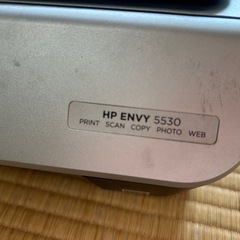 HP ENVY 5530
PRINT SCAN COPY PHOTO WEB